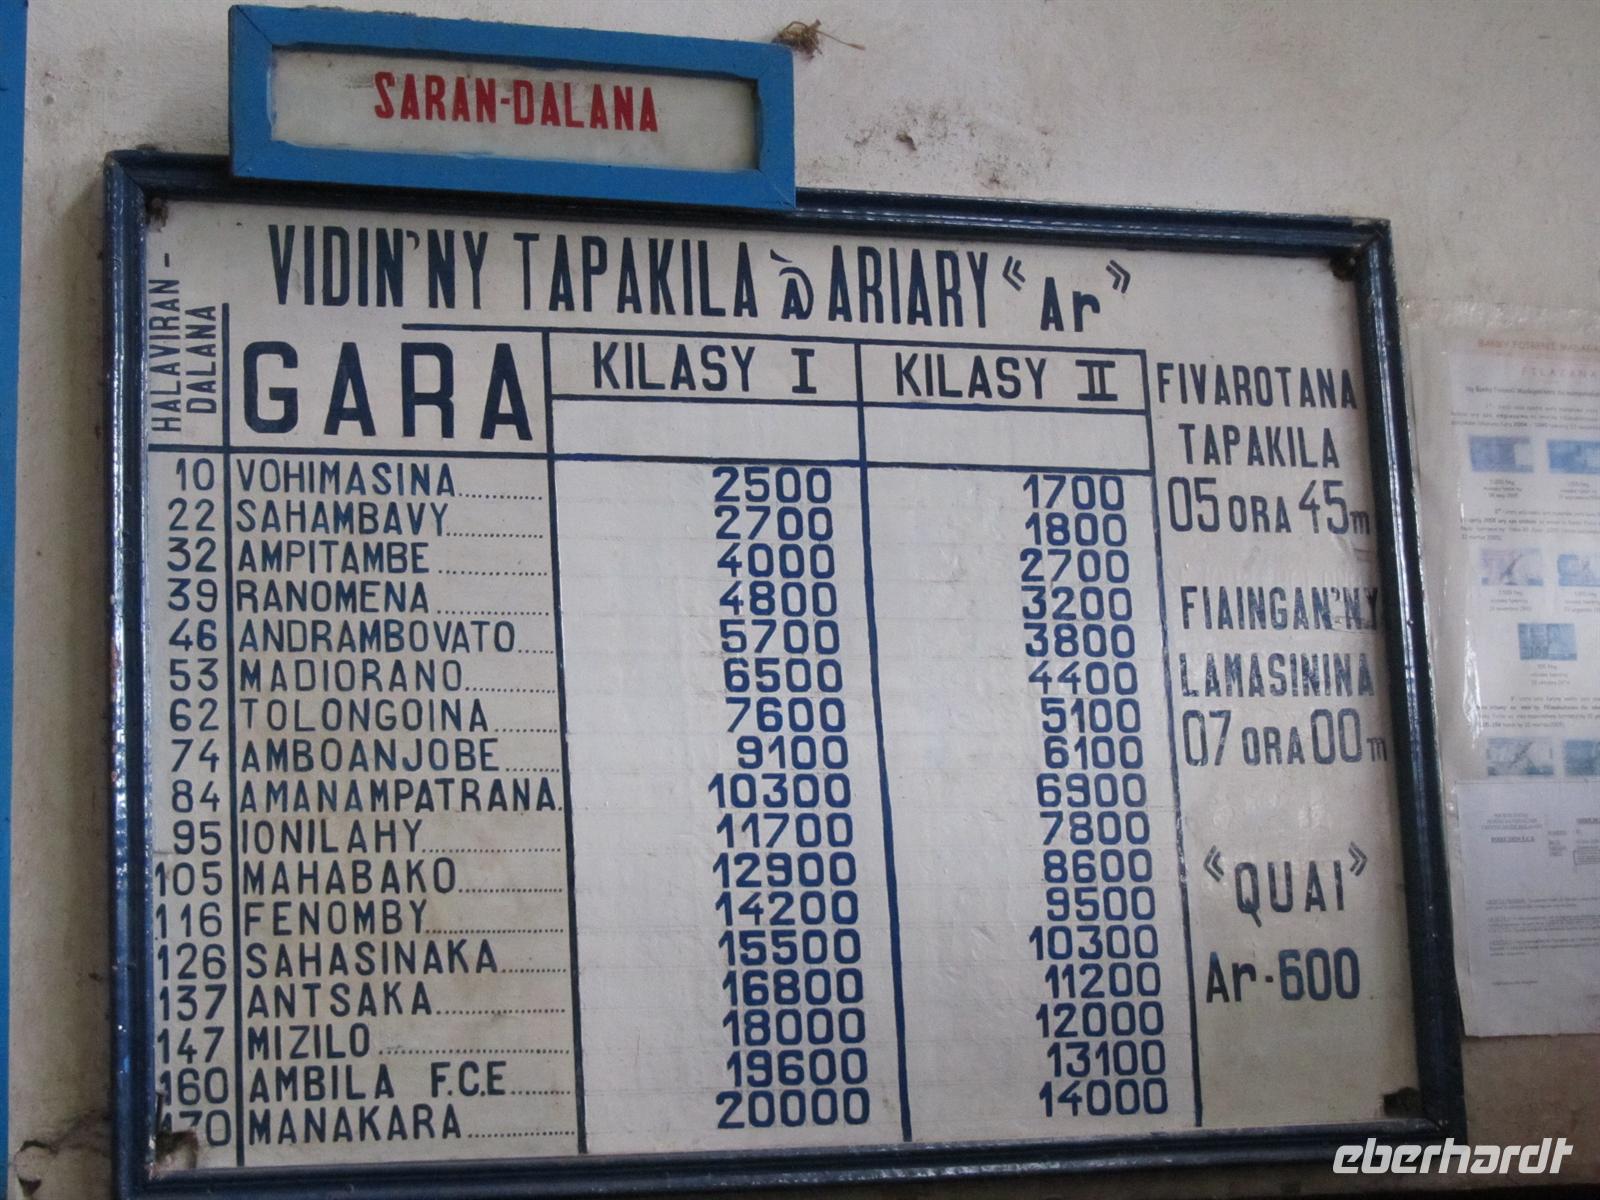 SARAN-DALANA
VIDIN'NY TAPAKILA à ARIARY "Ar"
HALAVIRAN-
DALANA
GARA
KILASY I
KILASY II
10 VOHIMASINA 2500 1700
22 SAHAMBAVY 2700 1800
32 AMPITAMBE 4000 2700
39 RANOMENA 4800 3200
46 ANDRAMBOVATO 5700 3800
53 MADIORANO 6500 4400
62 TOLONGOINA 7600 5100
74 AMBOANJOBE 9100 6100
84 AMANAMPATRANA 10300 6900
95 IONILAHY 11700 7800
105 MAHABAKO 12900 8600
116 FENOMBY 14200 9500
126 SAHASINAKA 15500 10300
137 ANTSAKA 16800 11200
147 MIZILO 18000 12000
160 AMBILA F.C.E 19600 13100
170 MANAKARA 20000 14000
FIVAROTANA
TAPAKILA
05 ORA 45m
FIAINGAN'NY
LAMASININA
07 ORA 00m
"QUAI"
Ar-600
eberhardt